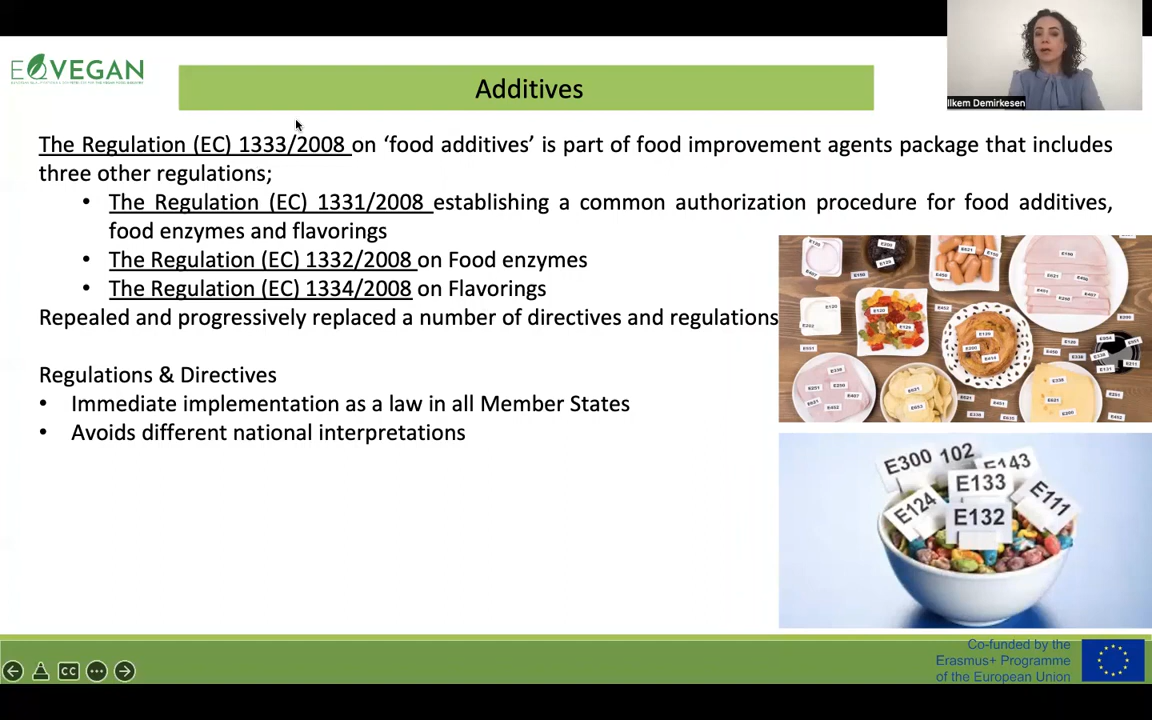 EQVEGAN
Additives
Ilkem Demirkesen
The Regulation (EC) 1333/2008 on ‘food additives’ is part of food improvement agents package that includes
three other regulations;
• The Regulation (EC) 1331/2008 establishing a common authorization procedure for food additives,
food enzymes and flavorings
• The Regulation (EC) 1332/2008 on Food enzymes
• The Regulation (EC) 1334/2008 on Flavorings
Repealed and progressively replaced a number of directives and regulations
Regulations & Directives
• Immediate implementation as a law in all Member States
• Avoids different national interpretations
E300 102 E143
E133
E124 E111
E132
Co-funded by the
Erasmus+ Programme
of the European Union
CC